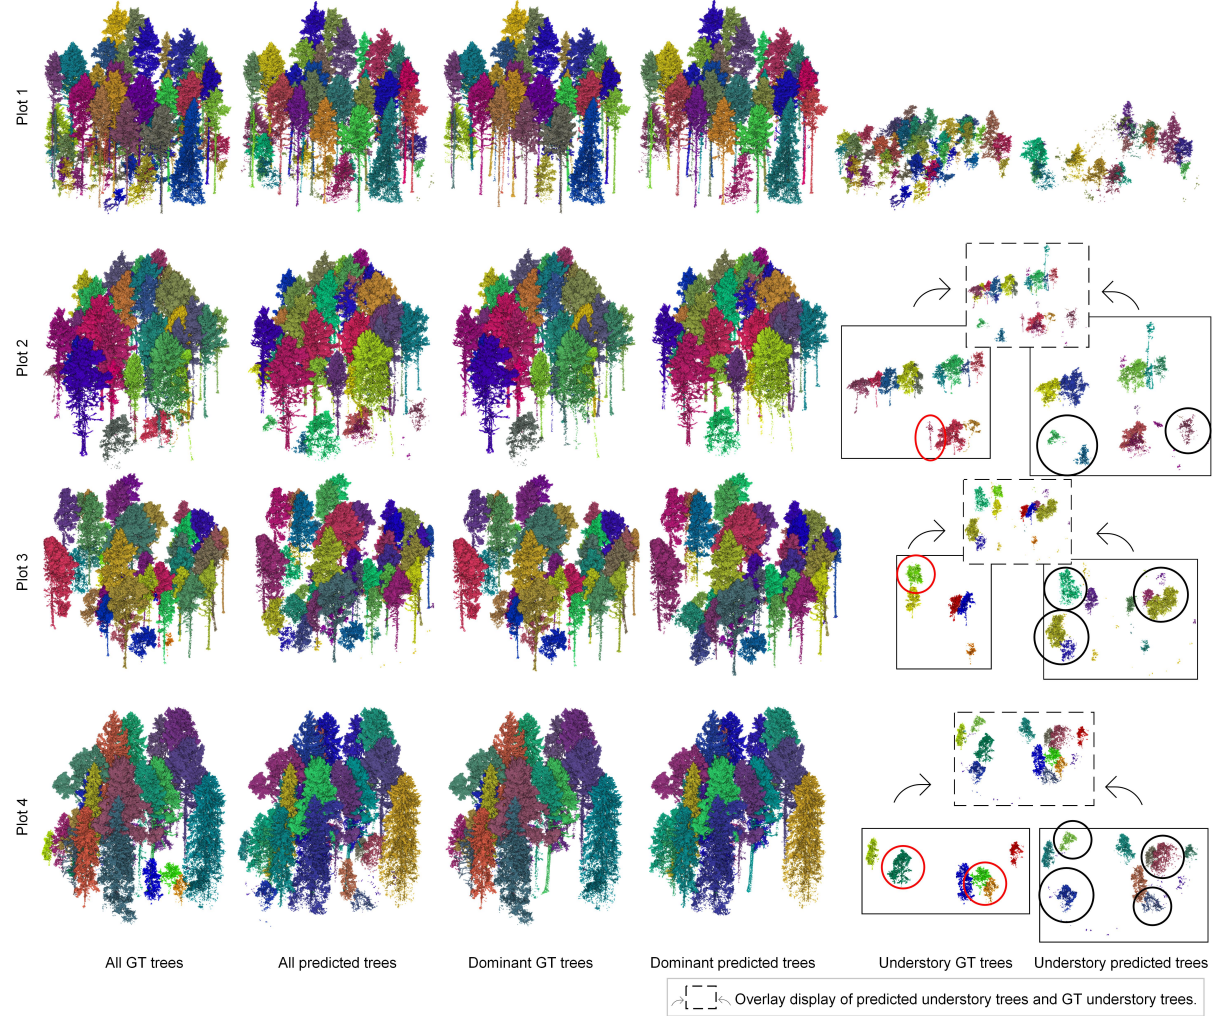 Plot 1
Plot 2
Plot 3
Plot 4
All GT trees
All predicted trees
Dominant GT trees
Dominant predicted trees
Understory GT trees
Understory predicted trees
Overlay display of predicted understory trees and GT understory trees.